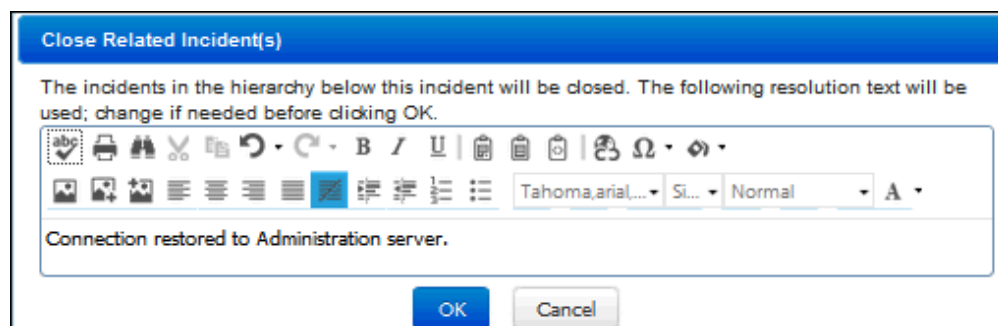 Close Related Incident(s)
The incidents in the hierarchy below this incident will be closed. The following resolution text will be
used; change if needed before clicking OK.
abc B I U Ω
Tahoma,arial,... Si... Normal A
Connection restored to Administration server.
OK Cancel